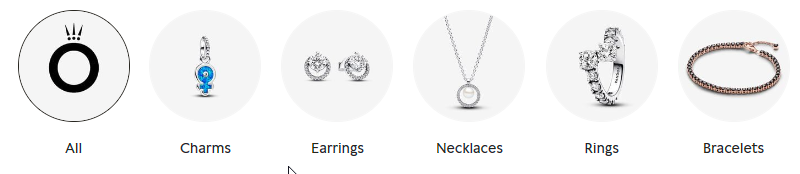 All
Charms
Earrings
Necklaces
Rings
Bracelets